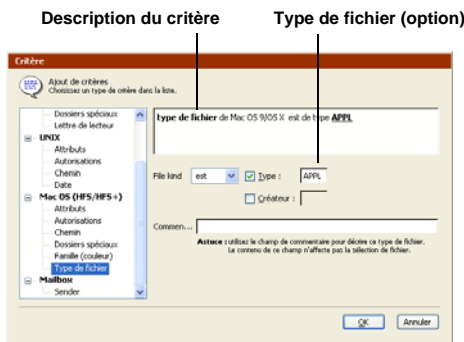 Description du critère
Type de fichier (option)
Critère
Ajout de critères
Choisissez un type de critère dans la liste.
Dossiers spéciaux
Lettre de lecteur
UNIX
Attributs
Autorisations
Chemin
Date
Mac OS (HFS/HFS+)
Attributs
Autorisations
Chemin
Dossiers spéciaux
Famille (couleur)
Type de fichier
Mailbox
Sender
type de fichier de Mac OS 9/OS X est de type APPL
File kind est Type : APPL
Créateur :
Commen...
Astuce : utilisez le champ de commentaire pour décrire ce type de fichier.
Le contenu de ce champ n'affecte pas la sélection de fichier.
OK Annuler